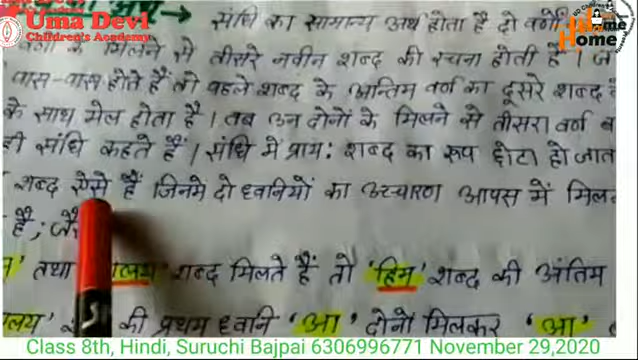 Uma Devi
Children's Academy
Home
Home
संधि का सामान्य अर्थ होता है दो वर्णों
के मिलने से तीसरे नवीन शब्द की रचना होती है।
पास-पास होते हैं तो पहले शब्द के अन्तिम वर्ण का दूसरे शब्द
के साथ मेल होता है। तब उन दोनों के मिलने से तीसरा वर्ण
संधि कहते हैं। संधि में प्राय: शब्द का रूप छोटा हो
शब्द ऐसे हैं जिनमें दो ध्वनियों का उच्चारण आपस में
है;
तथा शब्द मिलते हैं तो 'हिम' शब्द की अंतिम
की प्रथम ध्वनि 'आ' दोनों मिलकर 'आ'
Class 8th, Hindi, Suruchi Bajpai 6306996771 November 29,2020